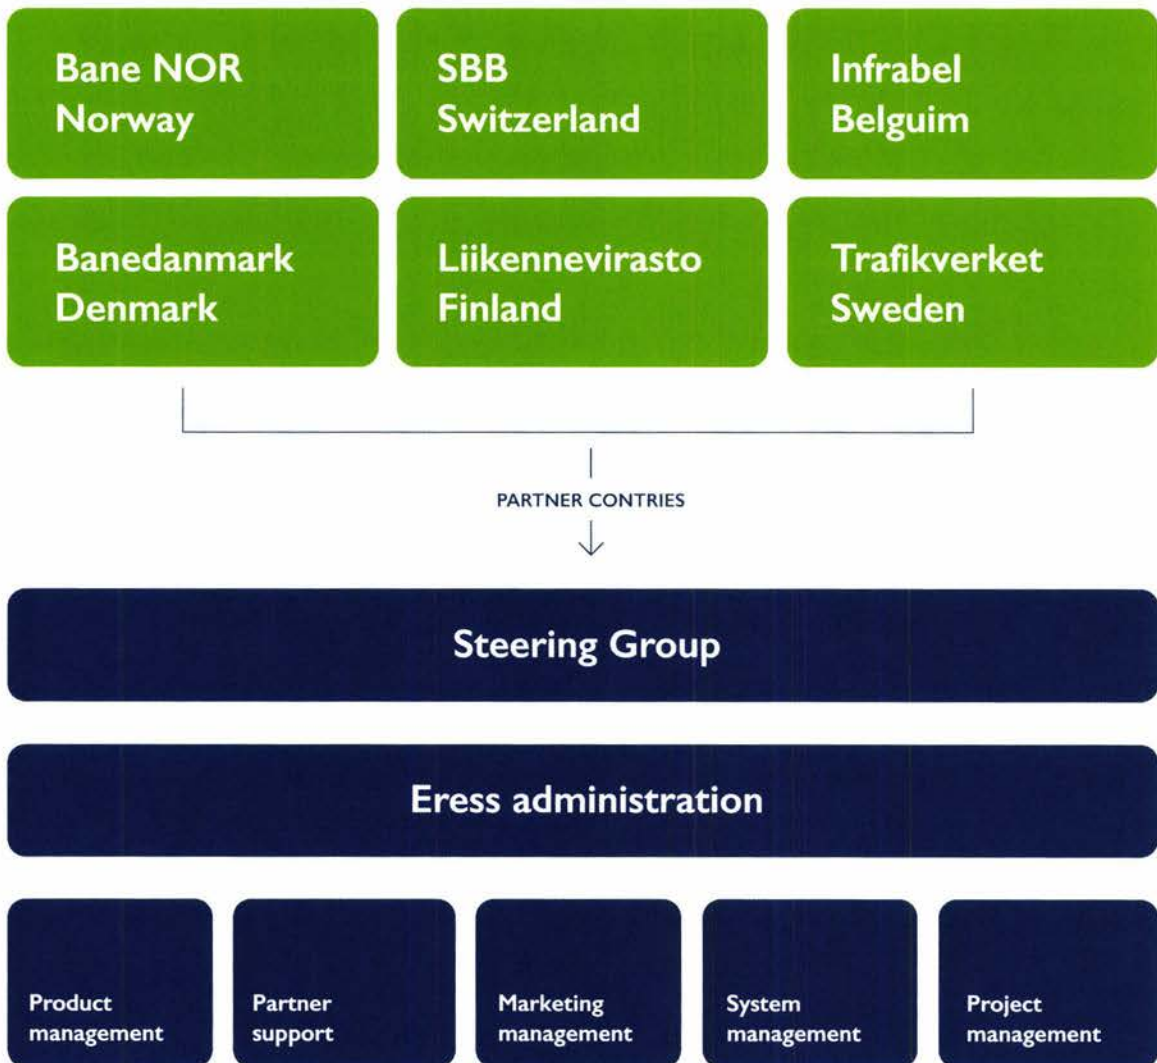 Bane NOR
Norway
SBB
Switzerland
Infrabel
Belguim
Banedanmark
Denmark
Liikennevirasto
Finland
Trafikverket
Sweden
PARTNER CONTRIES
Steering Group
Eress administration
Product
management
Partner
support
Marketing
management
System
management
Project
management